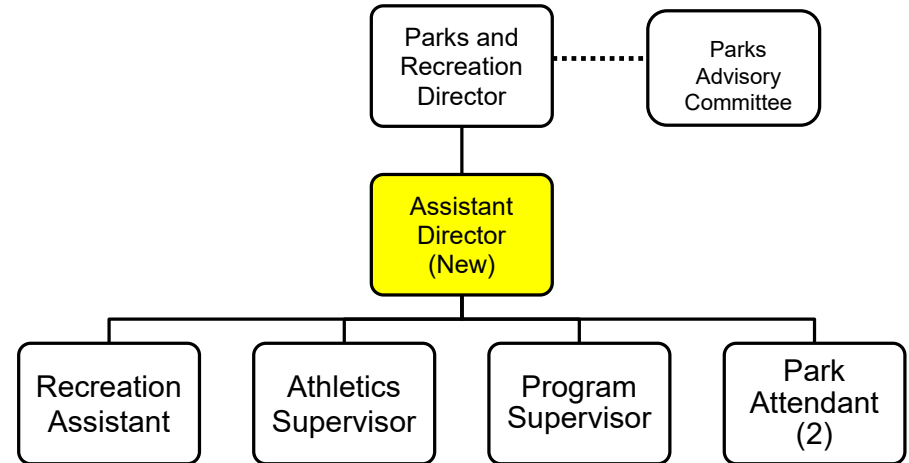 Parks and
Recreation
Director
Parks
Advisory
Committee
Assistant
Director
(New)
Recreation
Assistant
Athletics
Supervisor
Program
Supervisor
Park
Attendant
(2)